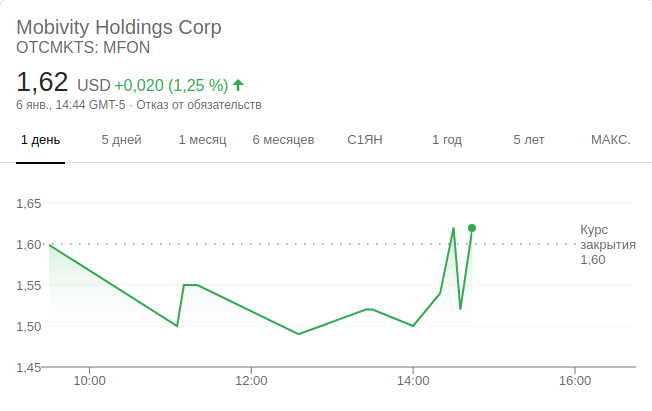 Mobivity Holdings Corp
OTCMKTS: MFON
1,62 USD +0,020 (1,25 %)
6 янв., 14:44 GMT-5 · Отказ от обязательств
1 день 5 дней 1 месяц 6 месяцев С1ЯН 1 год 5 лет МАКС.
1,65
1,60
1,55
1,50
1,45
Курс
закрытия
1,60
10:00 12:00 14:00 16:00